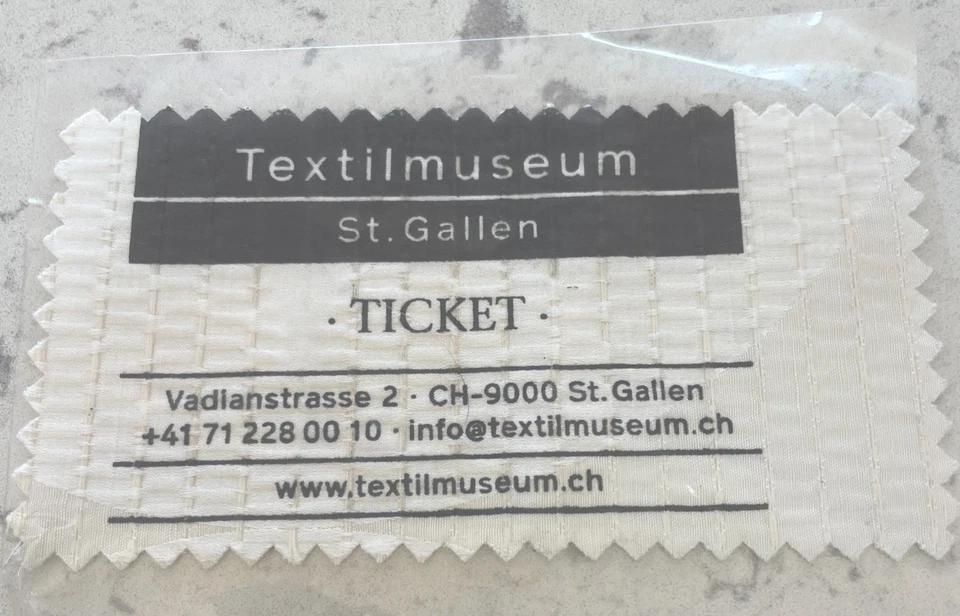 Textilmuseum
St. Gallen
· TICKET ·
Vadianstrasse 2 · CH-9000 St. Gallen
+41 71 228 00 10 · info@textilmuseum.ch
www.textilmuseum.ch